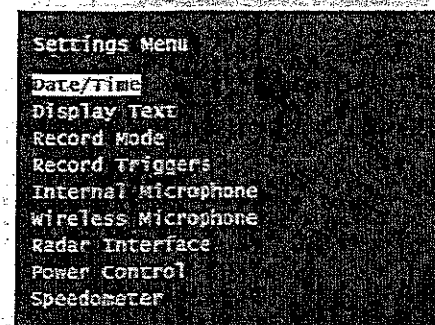 Settings Menu
Date/Time
Display Text
Record Mode
Record Triggers
Internal Microphone
Wireless Microphone
Radar Interface
Power Control
Speedometer